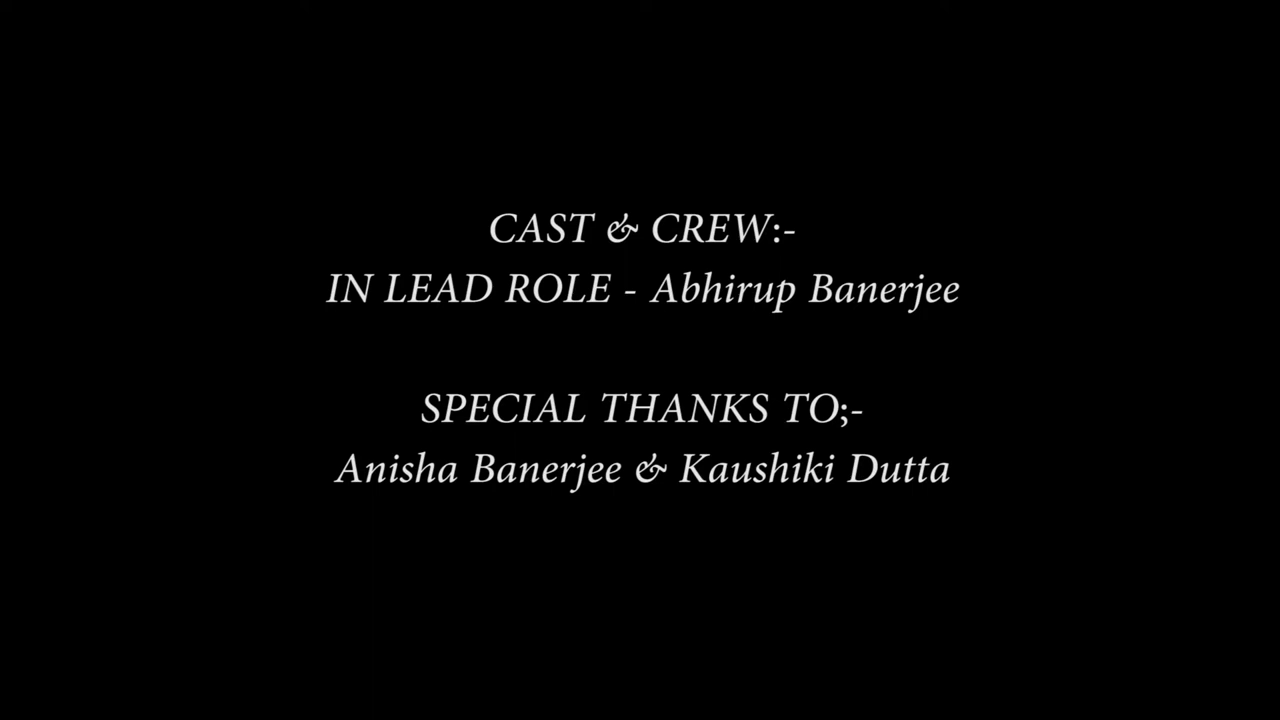 CAST & CREW:-
IN LEAD ROLE - Abhirup Banerjee
SPECIAL THANKS TO;-
Anisha Banerjee & Kaushiki Dutta